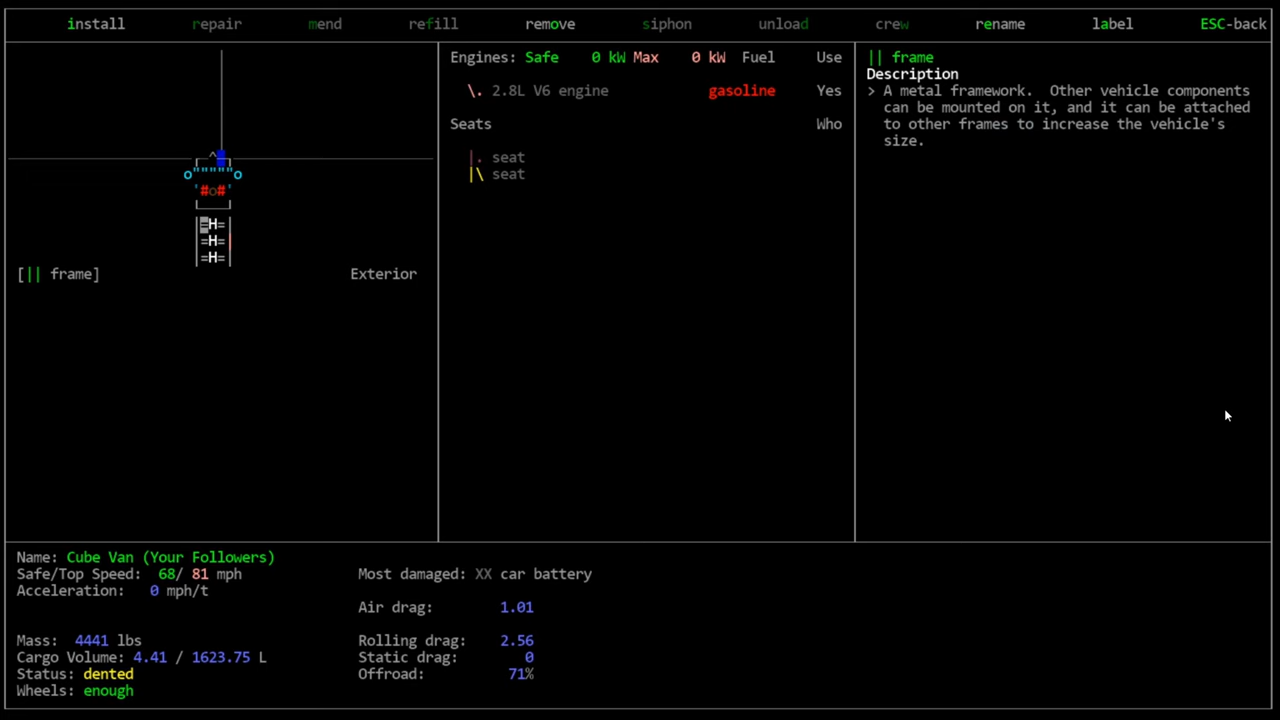 install repair mend refill remove siphon unload crew rename label ESC-back
Engines: Safe 0 kW Max 0 kW Fuel Use
\. 2.8L V6 engine gasoline Yes
Seats Who
|. seat
|\ seat
|| frame
Description
> A metal framework. Other vehicle components
can be mounted on it, and it can be attached
to other frames to increase the vehicle's
size.
^
o"""""o
'#o#'
=H=
=H=
=H=
[|| frame] Exterior
Name: Cube Van (Your Followers)
Safe/Top Speed: 68/ 81 mph
Acceleration: 0 mph/t
Mass: 4441 lbs
Cargo Volume: 4.41 / 1623.75 L
Status: dented
Wheels: enough
Most damaged: XX car battery
Air drag: 1.01
Rolling drag: 2.56
Static drag: 0
Offroad: 71%